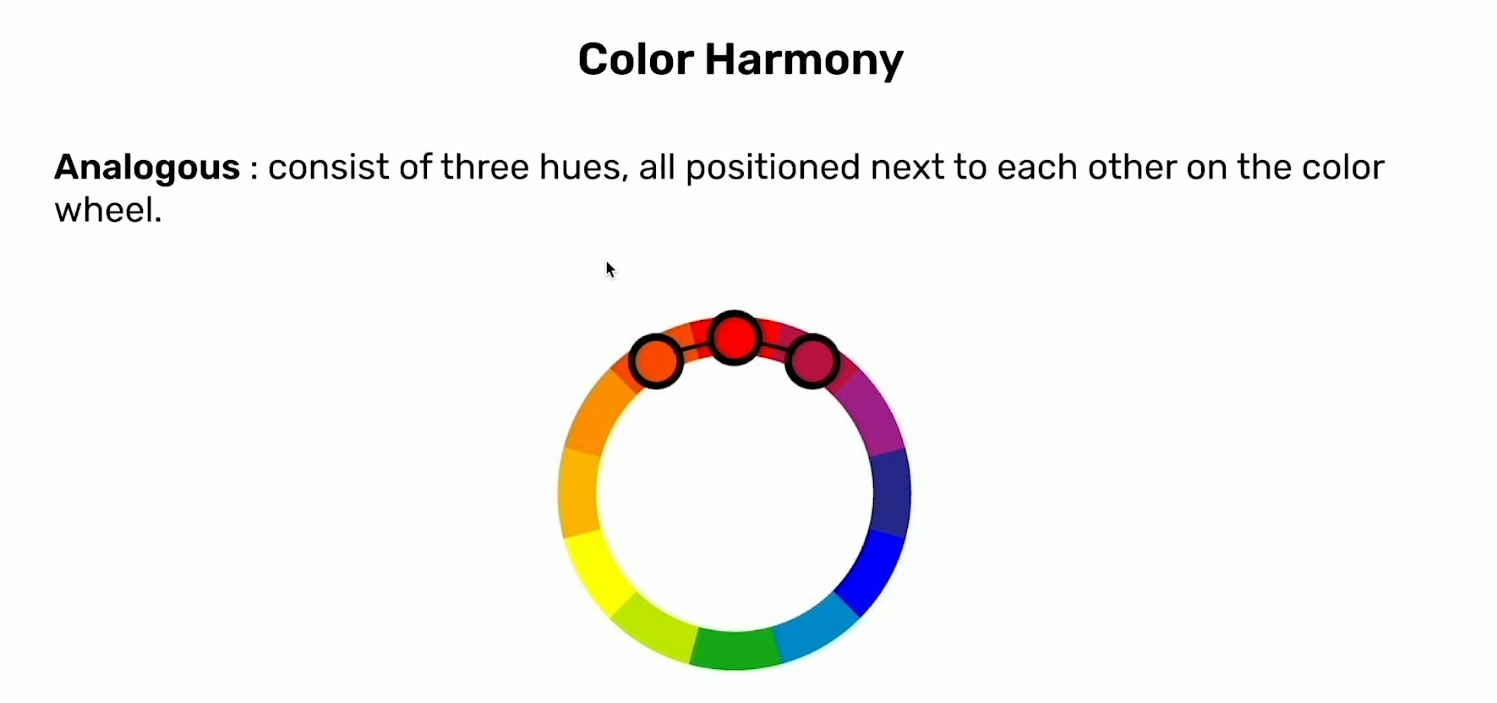 Color Harmony
Analogous : consist of three hues, all positioned next to each other on the color
wheel.